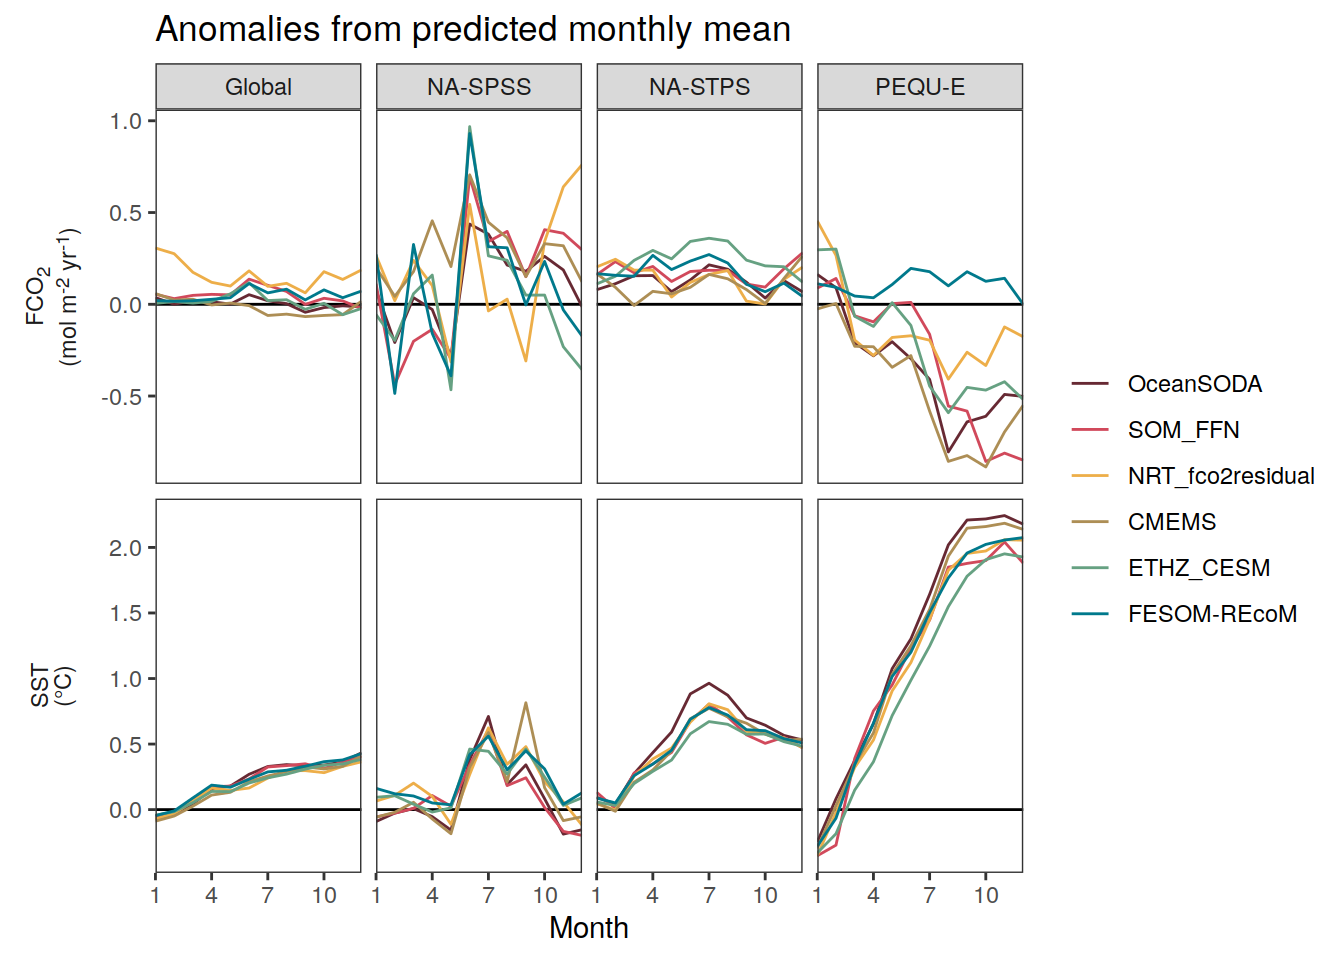 Anomalies from predicted monthly mean
Global NA-SPSS NA-STPS PEQU-E
FCO₂
(mol m⁻² yr⁻¹)
1.0
0.5
0.0
-0.5
SST
(°C)
2.0
1.5
1.0
0.5
0.0
1 4 7 10 1 4 7 10 1 4 7 10 1 4 7 10
Month
OceanSODA
SOM_FFN
NRT_fco2residual
CMEMS
ETHZ_CESM
FESOM-REcoM